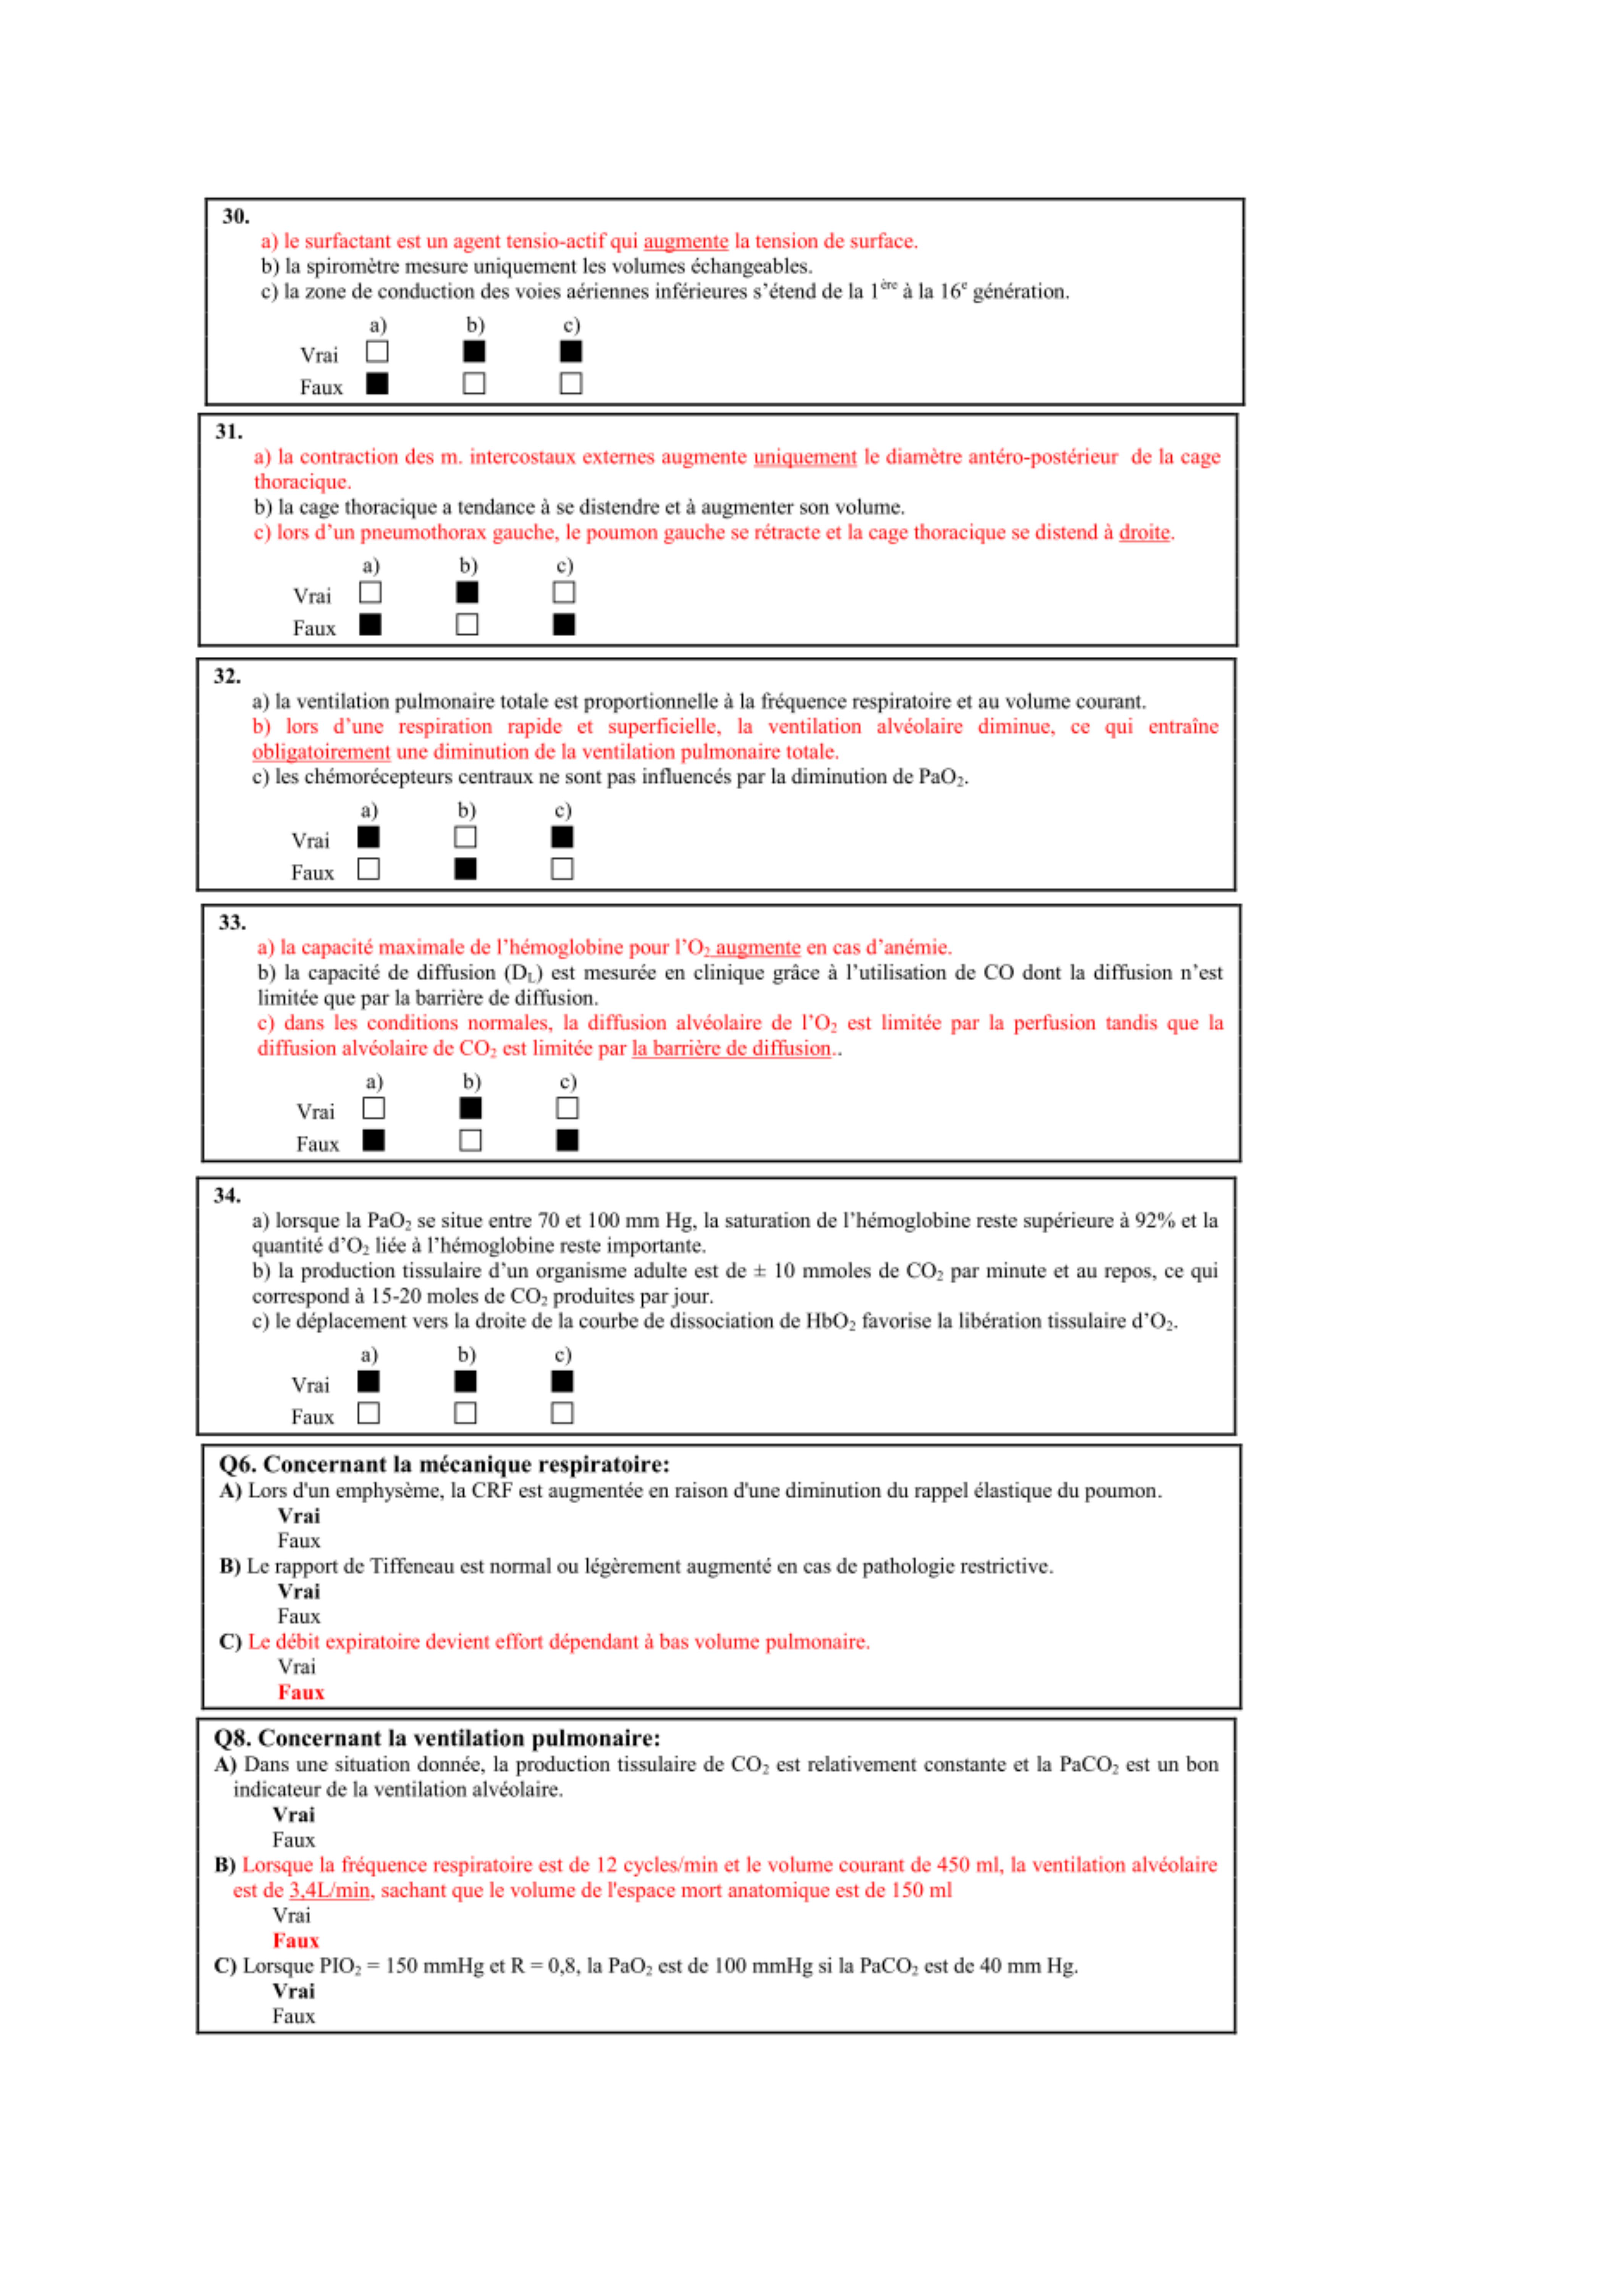 30.
a) le surfactant est un agent tensio-actif qui augmente la tension de surface.
b) la spiromètre mesure uniquement les volumes échangeables.
c) la zone de conduction des voies aériennes inférieures s’étend de la 1ère à la 16e génération.
a) b) c)
Vrai □ ■ ■
Faux ■ □ □
31.
a) la contraction des m. intercostaux externes augmente uniquement le diamètre antéro-postérieur de la cage
thoracique.
b) la cage thoracique a tendance à se distendre et à augmenter son volume.
c) lors d’un pneumothorax gauche, le poumon gauche se rétracte et la cage thoracique se distend à droite.
a) b) c)
Vrai □ ■ □
Faux ■ □ ■
32.
a) la ventilation pulmonaire totale est proportionnelle à la fréquence respiratoire et au volume courant.
b) lors d’une respiration rapide et superficielle, la ventilation alvéolaire diminue, ce qui entraîne
obligatoirement une diminution de la ventilation pulmonaire totale.
c) les chémorécepteurs centraux ne sont pas influencés par la diminution de PaO2.
a) b) c)
Vrai ■ □ ■
Faux □ ■ □
33.
a) la capacité maximale de l’hémoglobine pour l’O2 augmente en cas d’anémie.
b) la capacité de diffusion (DL) est mesurée en clinique grâce à l’utilisation de CO dont la diffusion n’est
limitée que par la barrière de diffusion.
c) dans les conditions normales, la diffusion alvéolaire de l’O2 est limitée par la perfusion tandis que la
diffusion alvéolaire de CO2 est limitée par la barrière de diffusion..
a) b) c)
Vrai □ ■ □
Faux ■ □ ■
34.
a) lorsque la PaO2 se situe entre 70 et 100 mm Hg, la saturation de l’hémoglobine reste supérieure à 92% et la
quantité d’O2 liée à l’hémoglobine reste importante.
b) la production tissulaire d’un organisme adulte est de ± 10 mmoles de CO2 par minute et au repos, ce qui
correspond à 15-20 moles de CO2 produites par jour.
c) le déplacement vers la droite de la courbe de dissociation de HbO2 favorise la libération tissulaire d’O2.
a) b) c)
Vrai ■ ■ ■
Faux □ □ □
Q6. Concernant la mécanique respiratoire:
A) Lors d'un emphysème, la CRF est augmentée en raison d'une diminution du rappel élastique du poumon.
Vrai
Faux
B) Le rapport de Tiffeneau est normal ou légèrement augmenté en cas de pathologie restrictive.
Vrai
Faux
C) Le débit expiratoire devient effort dépendant à bas volume pulmonaire.
Vrai
Faux
Q8. Concernant la ventilation pulmonaire:
A) Dans une situation donnée, la production tissulaire de CO2 est relativement constante et la PaCO2 est un bon
indicateur de la ventilation alvéolaire.
Vrai
Faux
B) Lorsque la fréquence respiratoire est de 12 cycles/min et le volume courant de 450 ml, la ventilation alvéolaire
est de 3,4L/min, sachant que le volume de l'espace mort anatomique est de 150 ml
Vrai
Faux
C) Lorsque PIO2 = 150 mmHg et R = 0,8, la PaO2 est de 100 mmHg si la PaCO2 est de 40 mm Hg.
Vrai
Faux